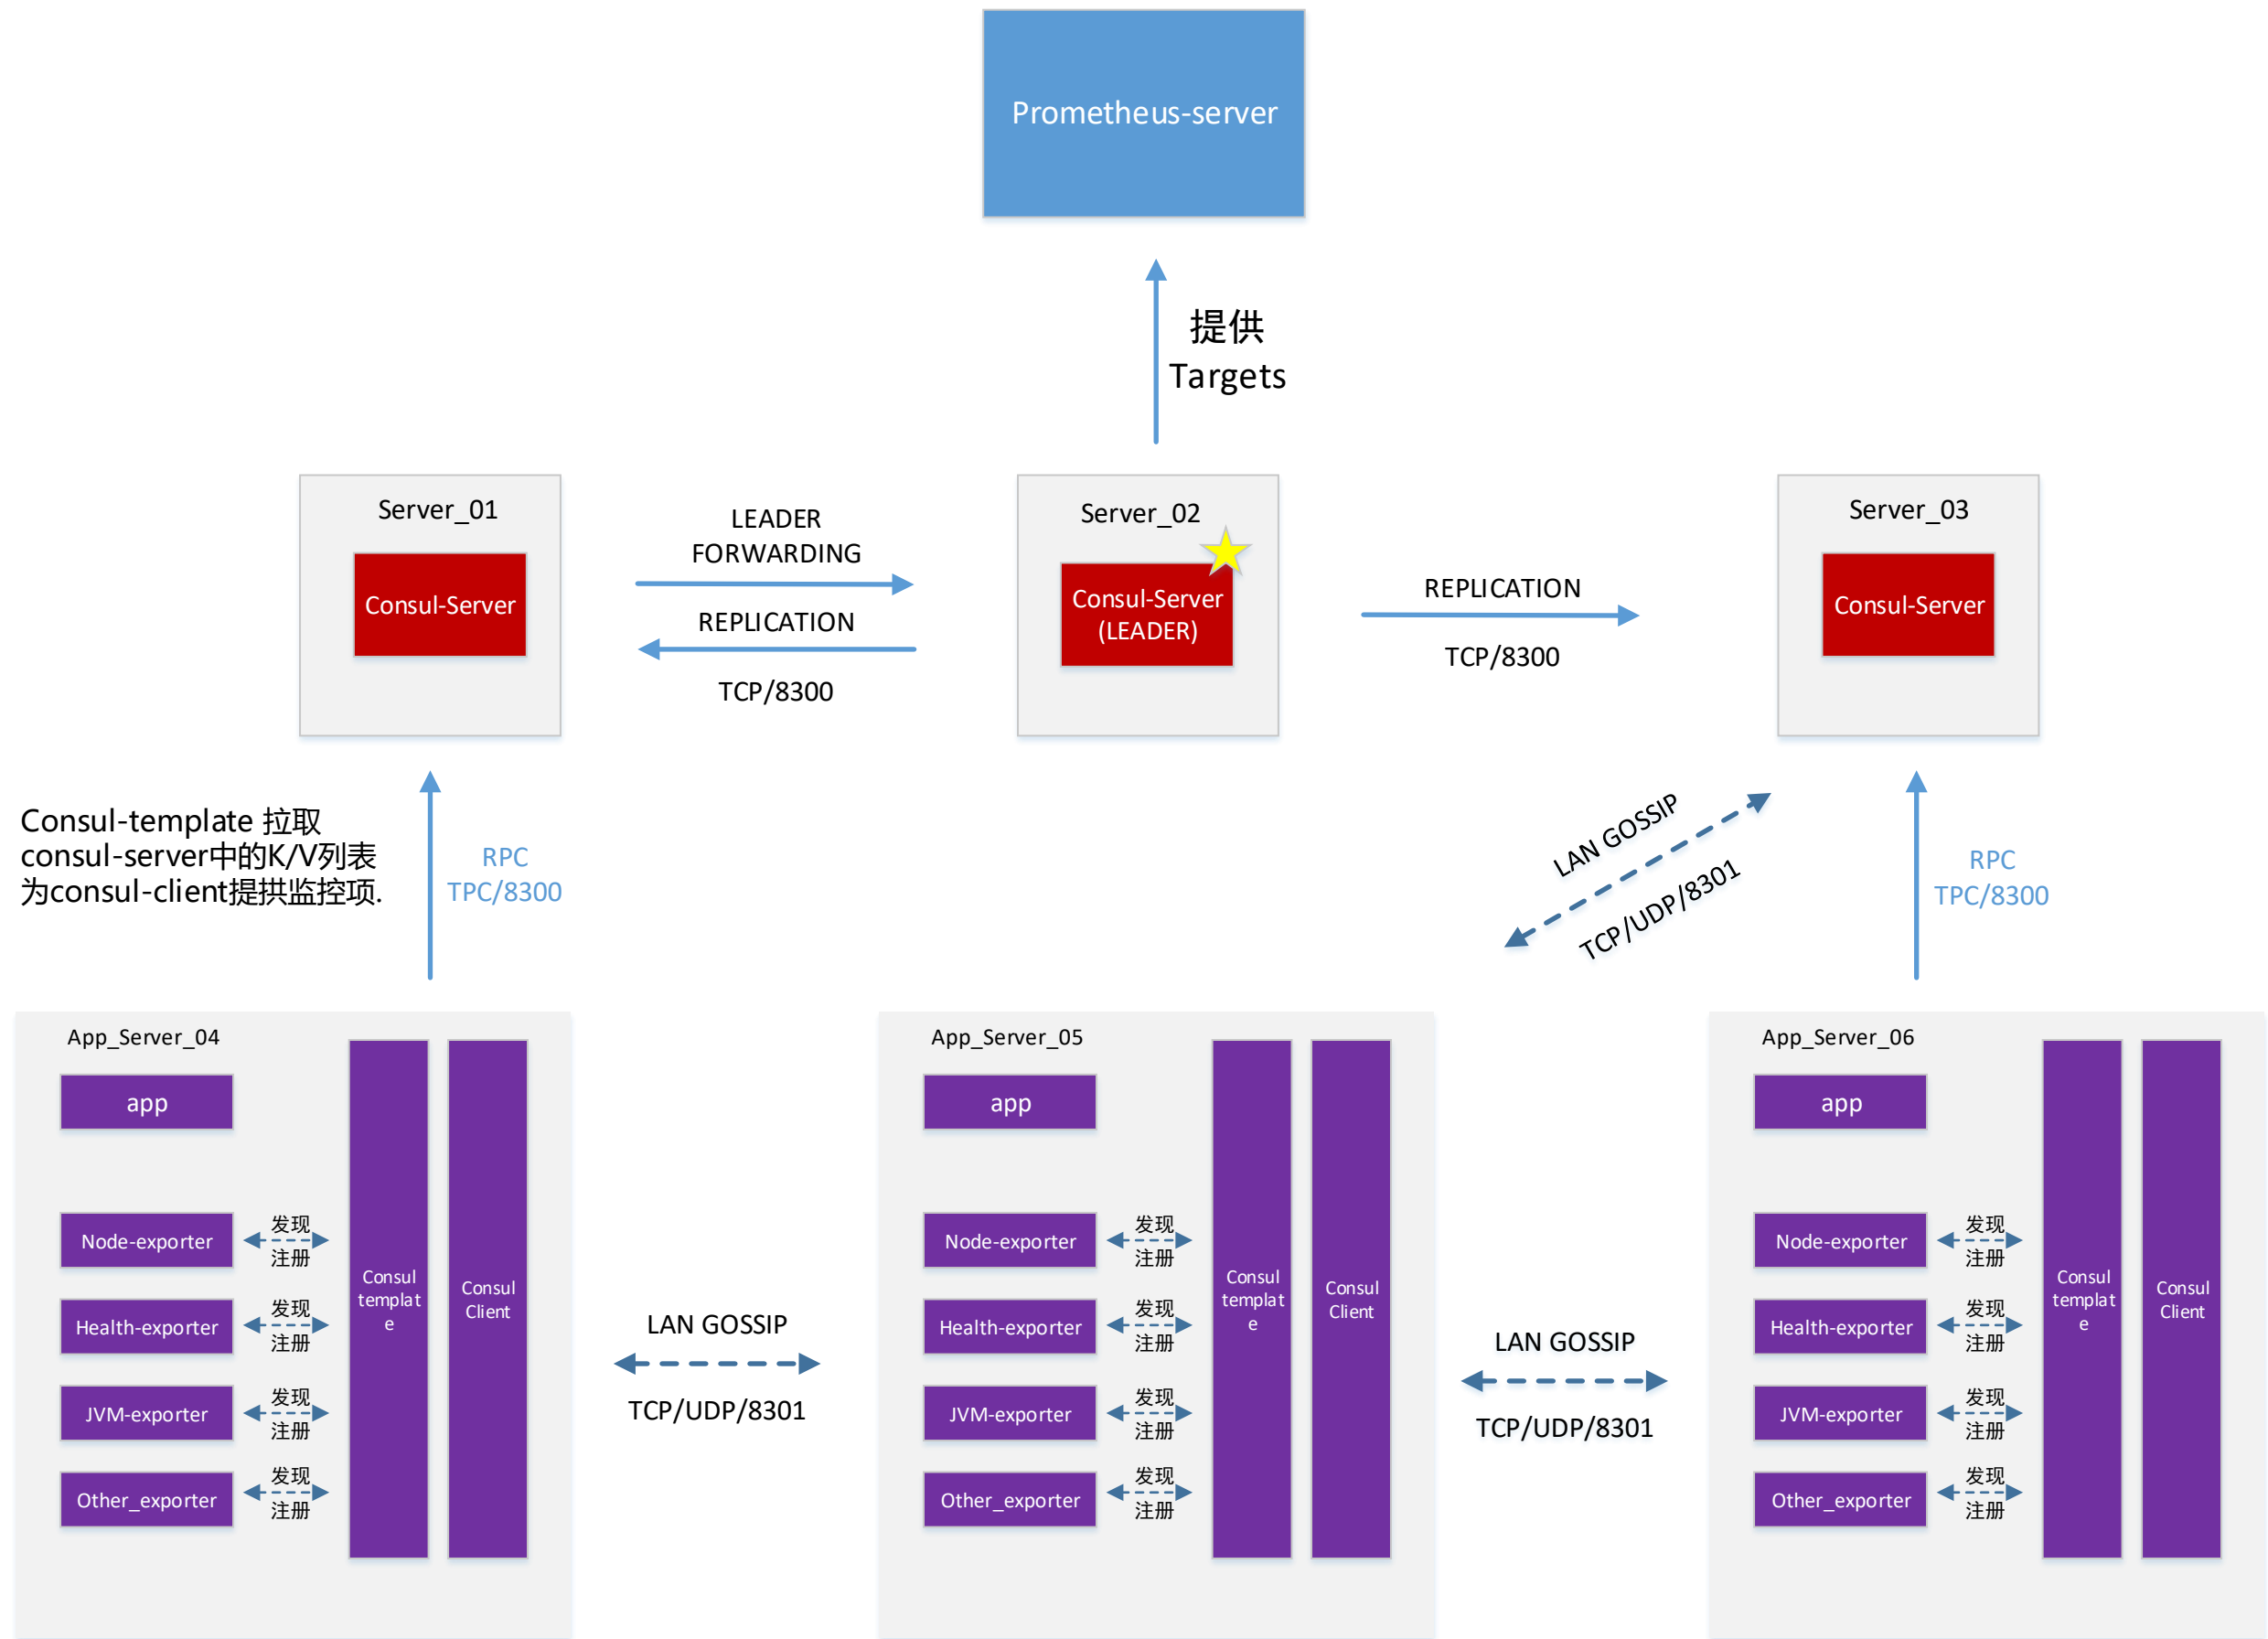 Prometheus-server
提供
Targets
Server_01
Consul-Server
LEADER
FORWARDING
REPLICATION
TCP/8300
Server_02
Consul-Server
(LEADER)
REPLICATION
TCP/8300
Server_03
Consul-Server
Consul-template 拉取
consul-server中的K/V列表
为consul-client提拱监控项.
RPC
TPC/8300
LAN GOSSIP
TCP/UDP/8301
RPC
TPC/8300
App_Server_04
app
Node-exporter
发现
注册
Health-exporter
发现
注册
JVM-exporter
发现
注册
Other_exporter
发现
注册
Consul
templat
e
Consul
Client
LAN GOSSIP
TCP/UDP/8301
App_Server_05
app
Node-exporter
发现
注册
Health-exporter
发现
注册
JVM-exporter
发现
注册
Other_exporter
发现
注册
Consul
templat
e
Consul
Client
LAN GOSSIP
TCP/UDP/8301
App_Server_06
app
Node-exporter
发现
注册
Health-exporter
发现
注册
JVM-exporter
发现
注册
Other_exporter
发现
注册
Consul
templat
e
Consul
Client